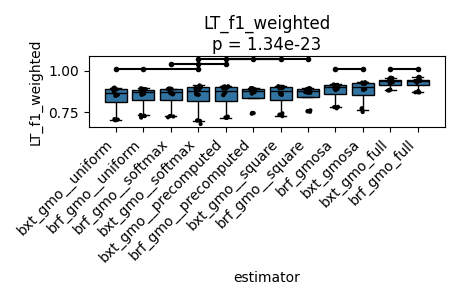 LT_f1_weighted
p = 1.34e-23
LT_f1_weighted
1.00
0.75
bxt_gmo__uniform
brf_gmo__uniform
brf_gmo__softmax
bxt_gmo__softmax
bxt_gmo__precomputed
brf_gmo__precomputed
bxt_gmo__square
brf_gmo__square
brf_gmosa
bxt_gmosa
bxt_gmo_full
brf_gmo_full
estimator